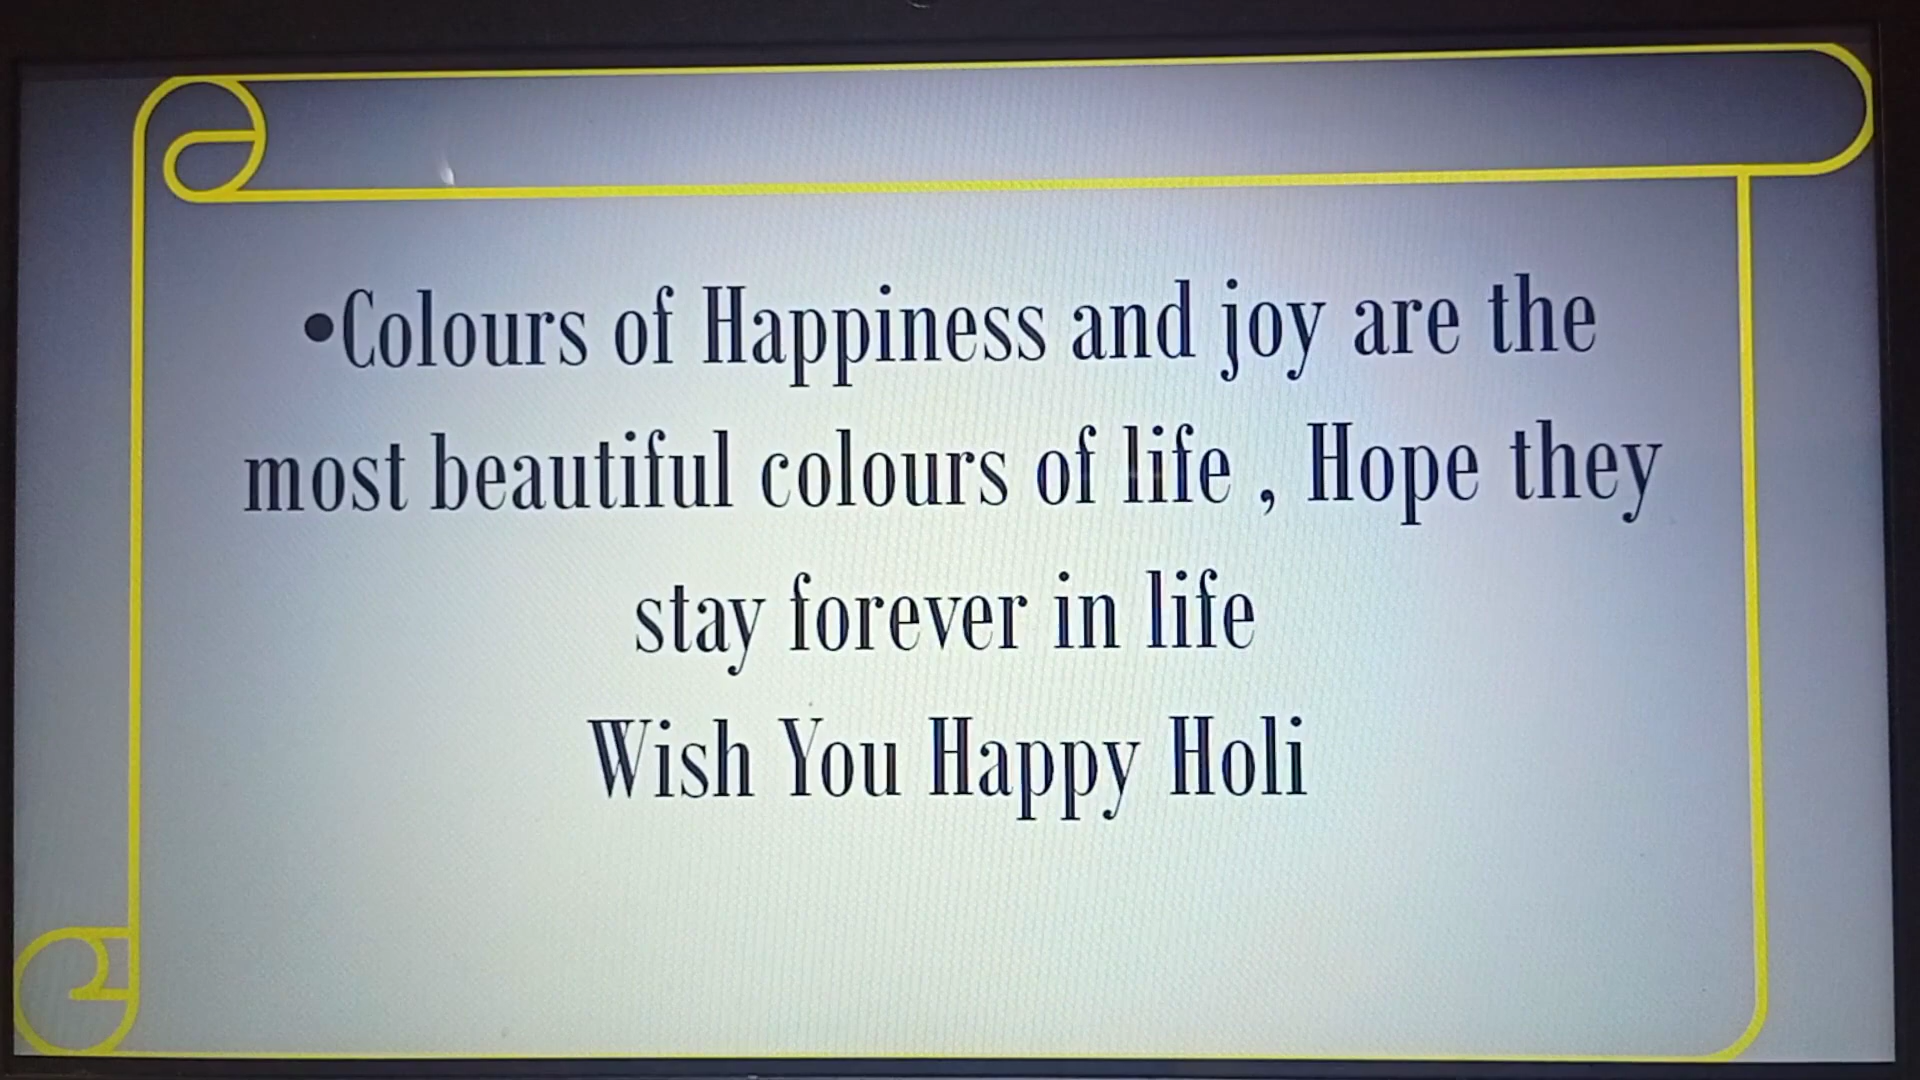 •Colours of Happiness and joy are the
most beautiful colours of life , Hope they
stay forever in life
Wish You Happy Holi